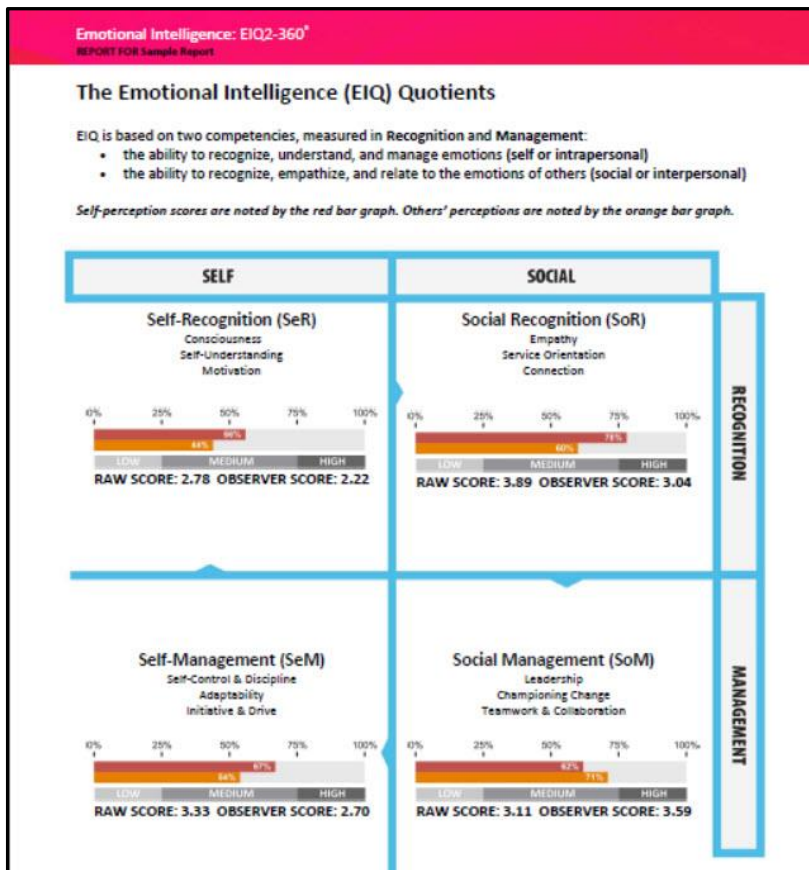 Emotional Intelligence: EIQ2-360°
REPORT FOR Sample Report
The Emotional Intelligence (EIQ) Quotients
EIQ is based on two competencies, measured in Recognition and Management:
• the ability to recognize, understand, and manage emotions (self or intrapersonal)
• the ability to recognize, empathize, and relate to the emotions of others (social or interpersonal)
Self-perception scores are noted by the red bar graph. Others' perceptions are noted by the orange bar graph.
SELF
SOCIAL
RECOGNITION
Self-Recognition (SeR)
Consciousness
Self-Understanding
Motivation
0% 25% 50% 75% 100%
44%
LOW MEDIUM HIGH
RAW SCORE: 2.78 OBSERVER SCORE: 2.22
Social Recognition (SoR)
Empathy
Service Orientation
Connection
0% 25% 50% 75% 100%
78%
60%
LOW MEDIUM HIGH
RAW SCORE: 3.89 OBSERVER SCORE: 3.04
MANAGEMENT
Self-Management (SeM)
Self-Control & Discipline
Adaptability
Initiative & Drive
0% 25% 50% 75% 100%
67%
54%
LOW MEDIUM HIGH
RAW SCORE: 3.33 OBSERVER SCORE: 2.70
Social Management (SoM)
Leadership
Championing Change
Teamwork & Collaboration
0% 25% 50% 75% 100%
62%
71%
LOW MEDIUM HIGH
RAW SCORE: 3.11 OBSERVER SCORE: 3.59